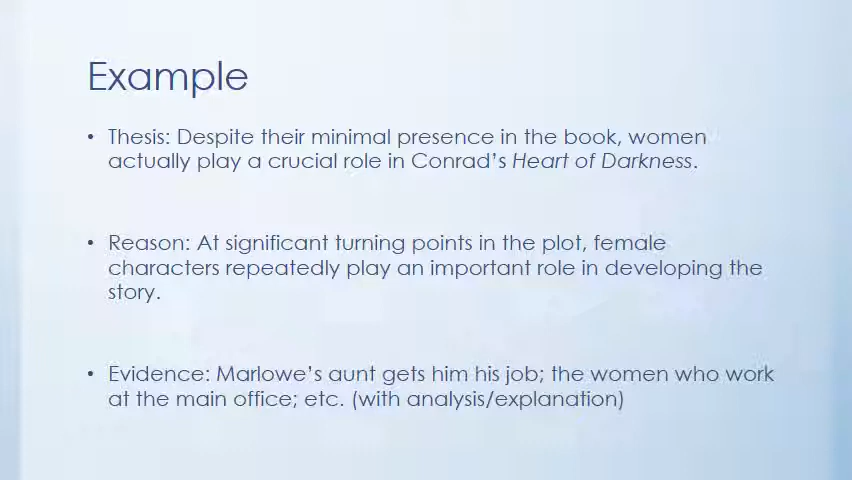 Example
• Thesis: Despite their minimal presence in the book, women
actually play a crucial role in Conrad's Heart of Darkness.
• Reason: At significant turning points in the plot, female
characters repeatedly play an important role in developing the
story.
• Evidence: Marlowe's aunt gets him his job; the women who work
at the main office; etc. (with analysis/explanation)